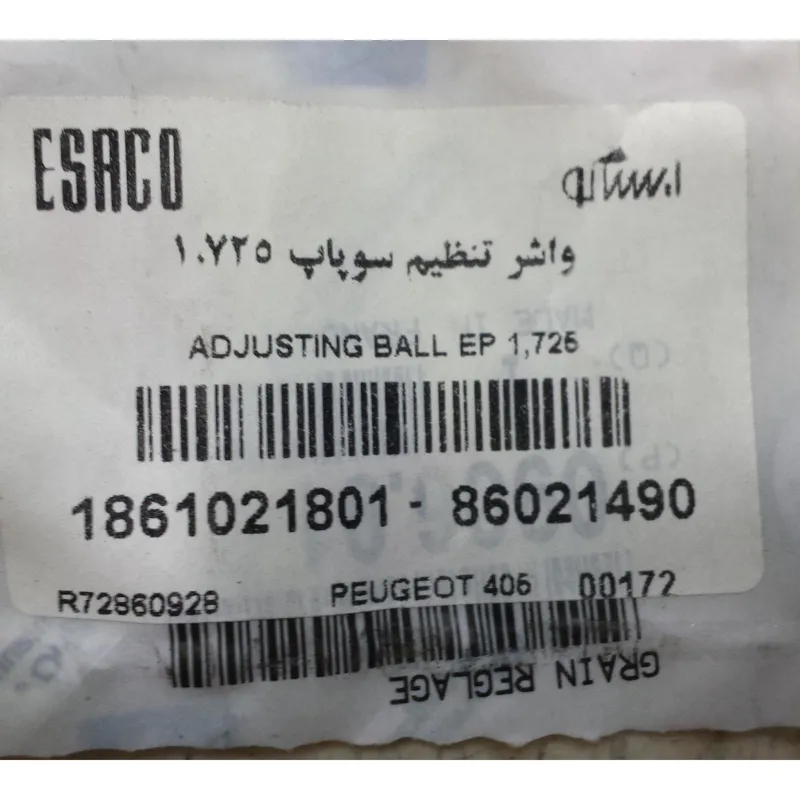 ESACO ایساکو
واشر تنظیم سوپاپ ۱.۷۲۵
ADJUSTING BALL EP 1,725
1861021801 - 86021490
R72860928 PEUGEOT 405 00172
GRAIN REGLAGE